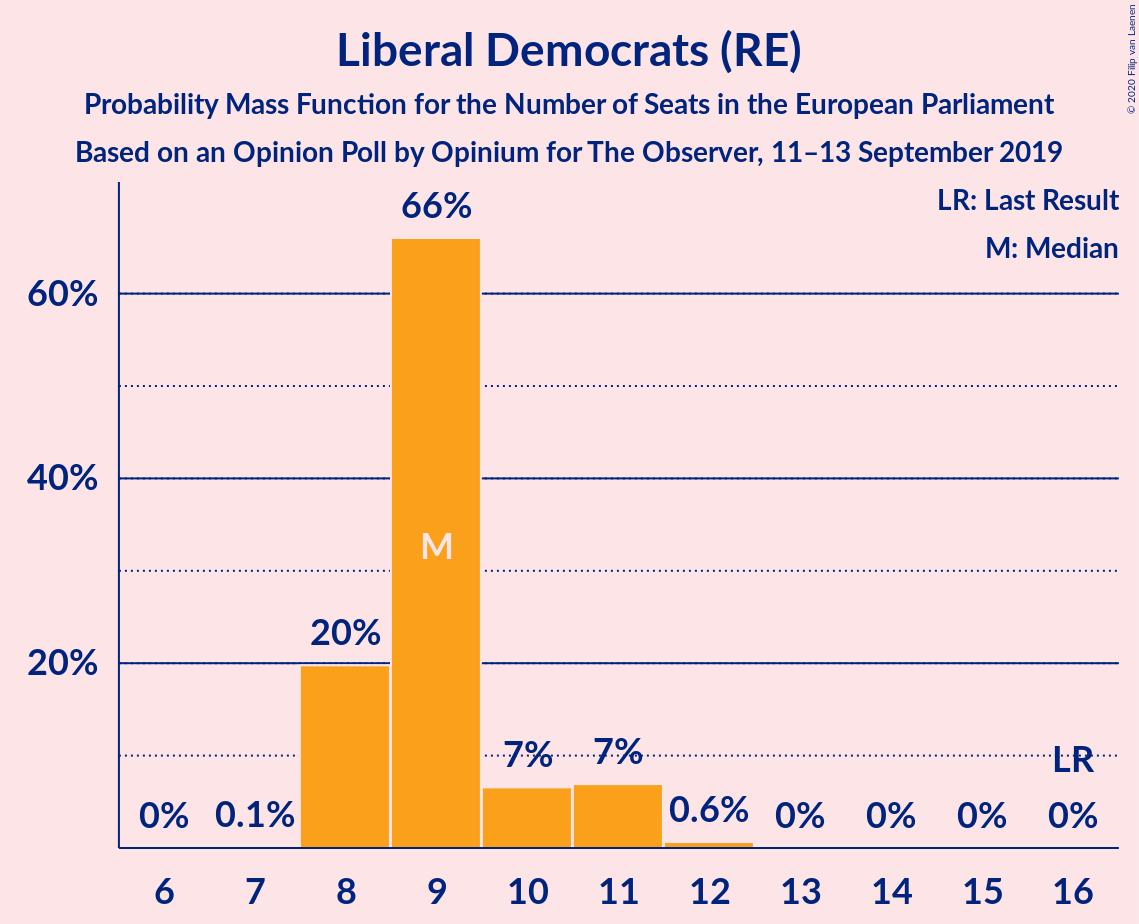 Liberal Democrats (RE)
Probability Mass Function for the Number of Seats in the European Parliament
Based on an Opinion Poll by Opinium for The Observer, 11–13 September 2019
© 2020 Filip van Laenen
LR: Last Result
M: Median
60%
40%
20%
0%
0.1%
20%
66%
M
7%
7%
0.6%
0%
0%
0%
LR
0%
6 7 8 9 10 11 12 13 14 15 16